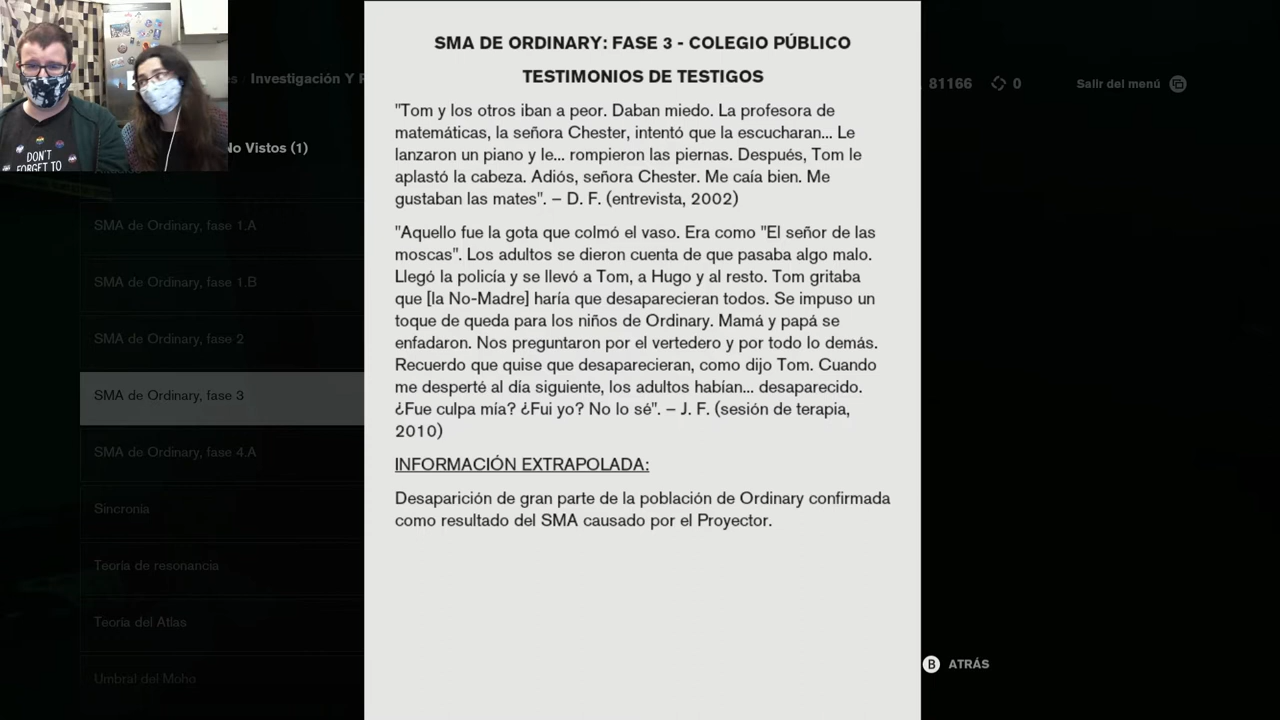 SMA DE ORDINARY: FASE 3 - COLEGIO PÚBLICO
TESTIMONIOS DE TESTIGOS
"Tom y los otros iban a peor. Daban miedo. La profesora de
matemáticas, la señora Chester, intentó que la escucharan... Le
lanzaron un piano y le... rompieron las piernas. Después, Tom le
aplastó la cabeza. Adiós, señora Chester. Me caía bien. Me
gustaban las mates". – D. F. (entrevista, 2002)
"Aquello fue la gota que colmó el vaso. Era como "El señor de las
moscas". Los adultos se dieron cuenta de que pasaba algo malo.
Llegó la policía y se llevó a Tom, a Hugo y al resto. Tom gritaba
que [la No-Madre] haría que desaparecieran todos. Se impuso un
toque de queda para los niños de Ordinary. Mamá y papá se
enfadaron. Nos preguntaron por el vertedero y por todo lo demás.
Recuerdo que quise que desaparecieran, como dijo Tom. Cuando
me desperté al día siguiente, los adultos habían... desaparecido.
¿Fue culpa mía? ¿Fui yo? No lo sé". – J. F. (sesión de terapia,
2010)
INFORMACIÓN EXTRAPOLADA:
Desaparición de gran parte de la población de Ordinary confirmada
como resultado del SMA causado por el Proyector.
Investigación Y
81166
0
Salir del menú
No Vistos (1)
SMA de Ordinary, fase 1.A
SMA de Ordinary, fase 1.B
SMA de Ordinary, fase 2
SMA de Ordinary, fase 3
SMA de Ordinary, fase 4.A
Sincronía
Teoría de resonancia
Teoría del Atlas
Umbral del Moho
B ATRÁS
DON'T
FORGET TO